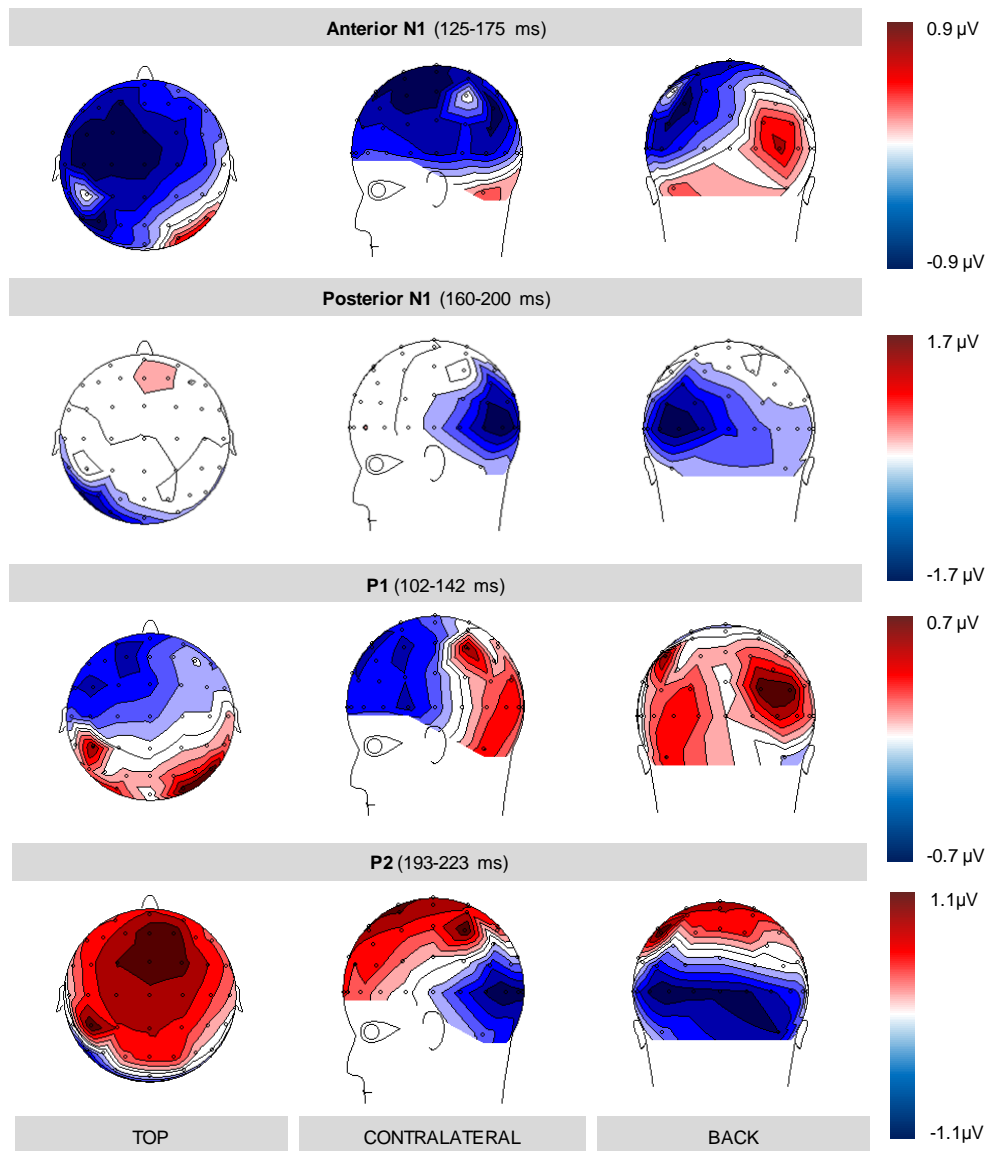 Anterior N1 (125-175 ms)
0.9 µV
-0.9 µV
Posterior N1 (160-200 ms)
1.7 µV
-1.7 µV
P1 (102-142 ms)
0.7 µV
-0.7 µV
P2 (193-223 ms)
1.1µV
-1.1µV
TOP
CONTRALATERAL
BACK